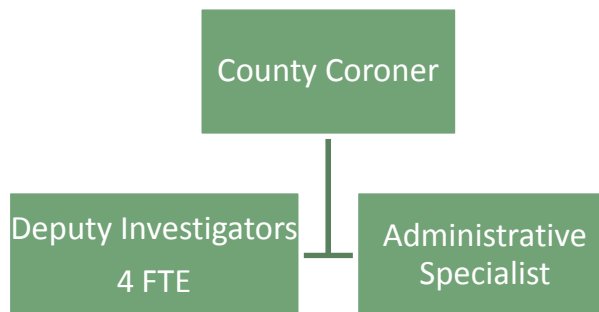 County Coroner
Deputy Investigators
4 FTE
Administrative
Specialist